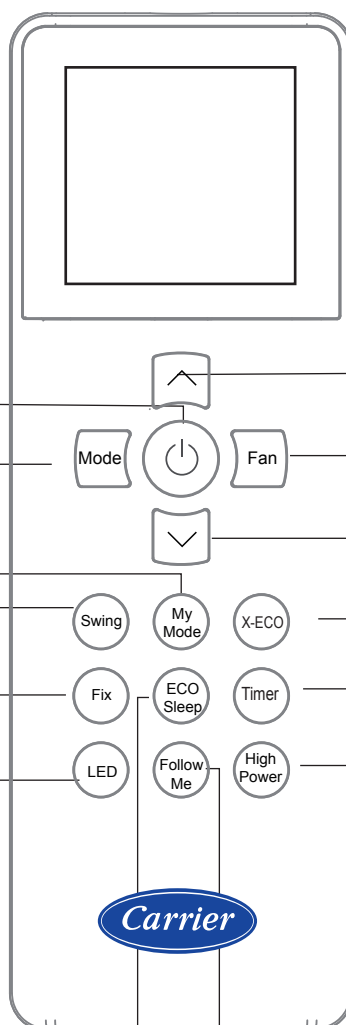 Mode
Fan
Swing
My
Mode
X-ECO
Fix
ECO
Sleep
Timer
LED
Follow
Me
High
Power
Carrier